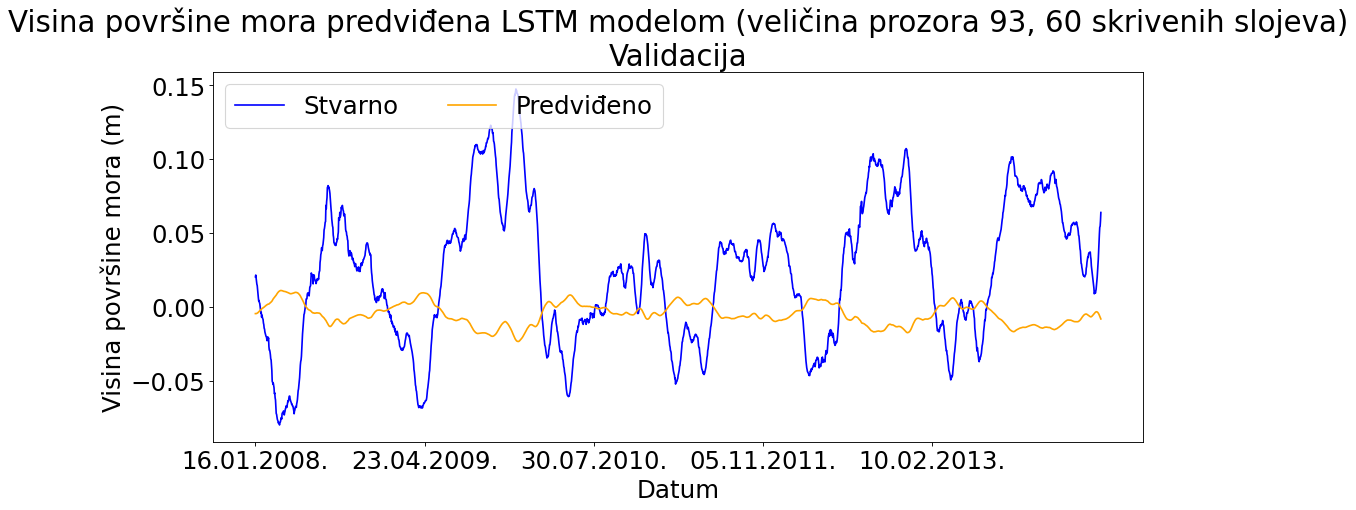 Visina površine mora predviđena LSTM modelom (veličina prozora 93, 60 skrivenih slojeva)
Validacija
Stvarno Predviđeno
Visina površine mora (m)
0.15
0.10
0.05
0.00
−0.05
16.01.2008. 23.04.2009. 30.07.2010. 05.11.2011. 10.02.2013.
Datum